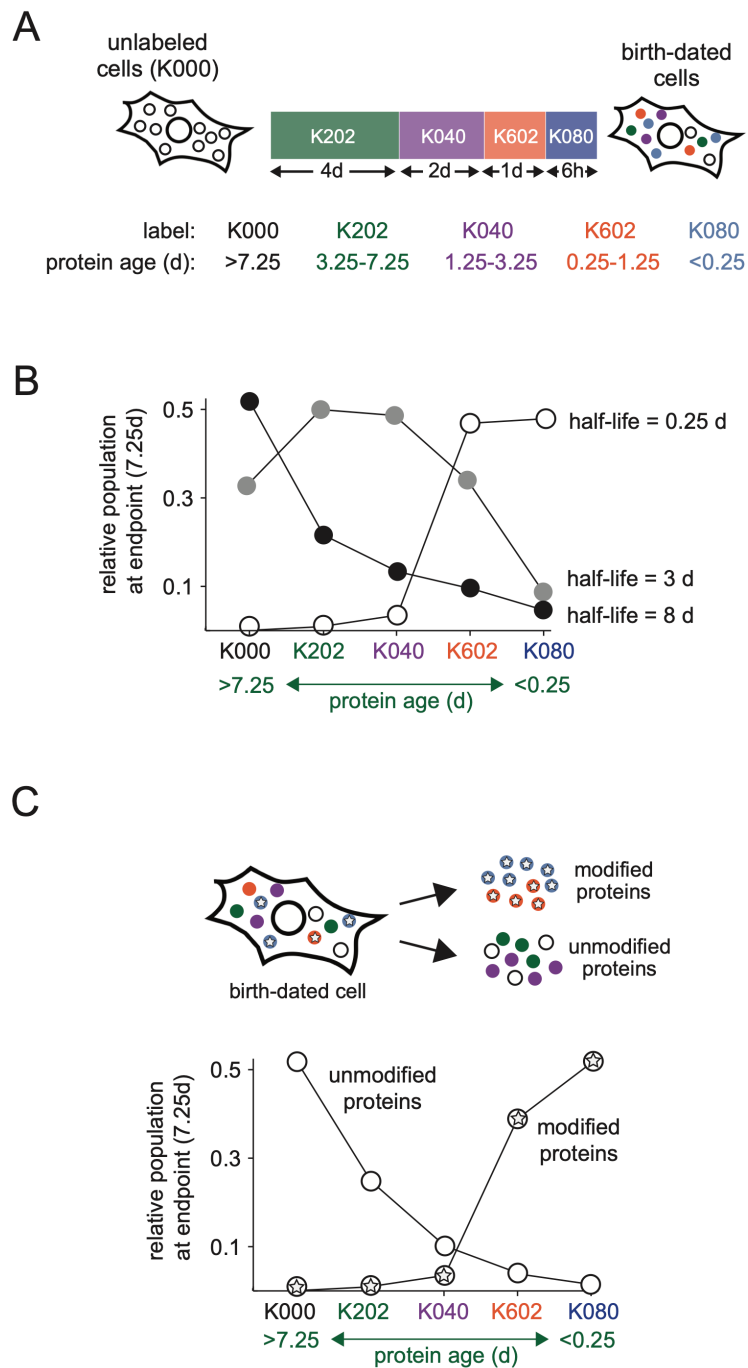 A
unlabeled
cells (K000)
birth-dated
cells
K202 K040 K602 K080
4d 2d 1d 6h
label: K000 K202 K040 K602 K080
protein age (d): >7.25 3.25-7.25 1.25-3.25 0.25-1.25 <0.25
B
relative population
at endpoint (7.25d)
0.5
0.3
0.1
half-life = 0.25 d
half-life = 3 d
half-life = 8 d
K000 K202 K040 K602 K080
>7.25 protein age (d) <0.25
C
modified
proteins
unmodified
proteins
birth-dated cell
relative population
at endpoint (7.25d)
0.5
0.3
0.1
unmodified
proteins
modified
proteins
K000 K202 K040 K602 K080
>7.25 protein age (d) <0.25